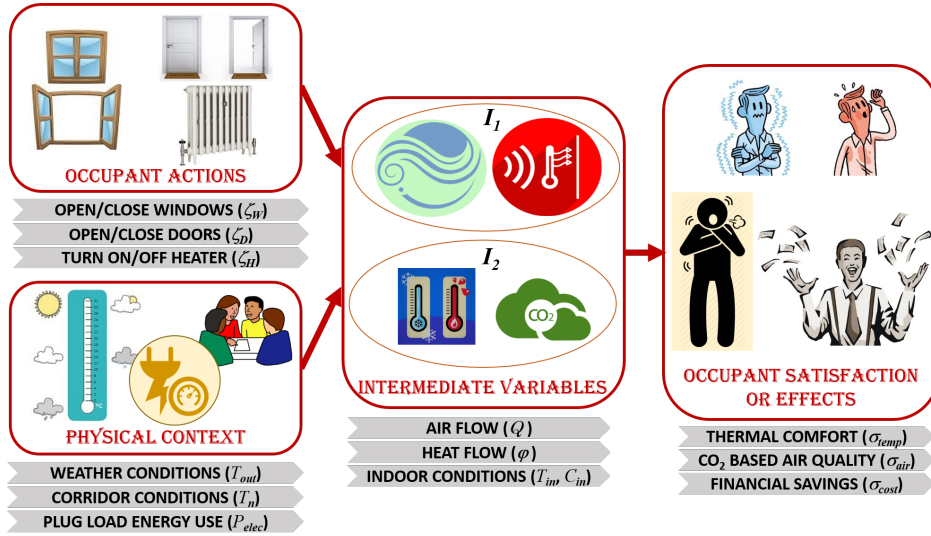 OCCUPANT ACTIONS
OPEN/CLOSE WINDOWS (ζW)
OPEN/CLOSE DOORS (ζD)
TURN ON/OFF HEATER (ζH)
°C
PHYSICAL CONTEXT
WEATHER CONDITIONS (Tout)
CORRIDOR CONDITIONS (Tn)
PLUG LOAD ENERGY USE (Pelec)
I1
I2
CO2
INTERMEDIATE VARIABLES
AIR FLOW (Q)
HEAT FLOW (φ)
INDOOR CONDITIONS (Tin, Cin)
OCCUPANT SATISFACTION
OR EFFECTS
THERMAL COMFORT (σtemp)
CO2 BASED AIR QUALITY (σair)
FINANCIAL SAVINGS (σcost)